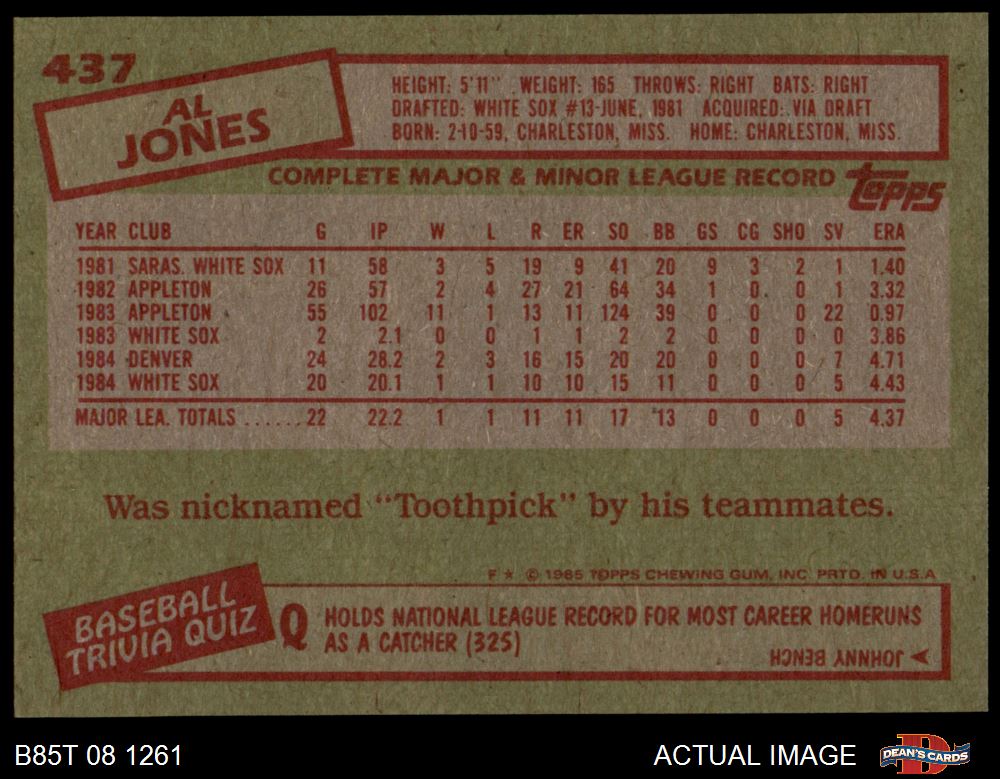 437
AL
JONES
HEIGHT: 5'11" WEIGHT: 165 THROWS: RIGHT BATS: RIGHT
DRAFTED: WHITE SOX #13-JUNE, 1981 ACQUIRED: VIA DRAFT
BORN: 2-10-59, CHARLESTON, MISS. HOME: CHARLESTON, MISS.
COMPLETE MAJOR & MINOR LEAGUE RECORD topps
YEAR CLUB G IP W L R ER SO BB GS CG SHO SV ERA
1981 SARAS. WHITE SOX 11 58 3 5 19 9 41 20 9 3 2 1 1.40
1982 APPLETON 26 57 2 4 27 21 64 34 1 0 0 1 3.32
1983 APPLETON 55 102 11 1 13 11 124 39 0 0 0 22 0.97
1983 WHITE SOX 2 2.1 0 0 1 1 2 2 0 0 0 0 3.86
1984 DENVER 24 28.2 2 3 16 15 20 20 0 0 0 7 4.71
1984 WHITE SOX 20 20.1 1 1 10 10 15 11 0 0 0 5 4.43
MAJOR LEA. TOTALS ...... 22 22.2 1 1 11 11 17 13 0 0 0 5 4.37
Was nicknamed "Toothpick" by his teammates.
F ★ © 1985 TOPPS CHEWING GUM, INC. PRTD. IN U.S.A
BASEBALL
TRIVIA QUIZ
Q HOLDS NATIONAL LEAGUE RECORD FOR MOST CAREER HOMERUNS
AS A CATCHER (325)
JOHNNY BENCH
B85T 08 1261 ACTUAL IMAGE DEAN'S CARDS